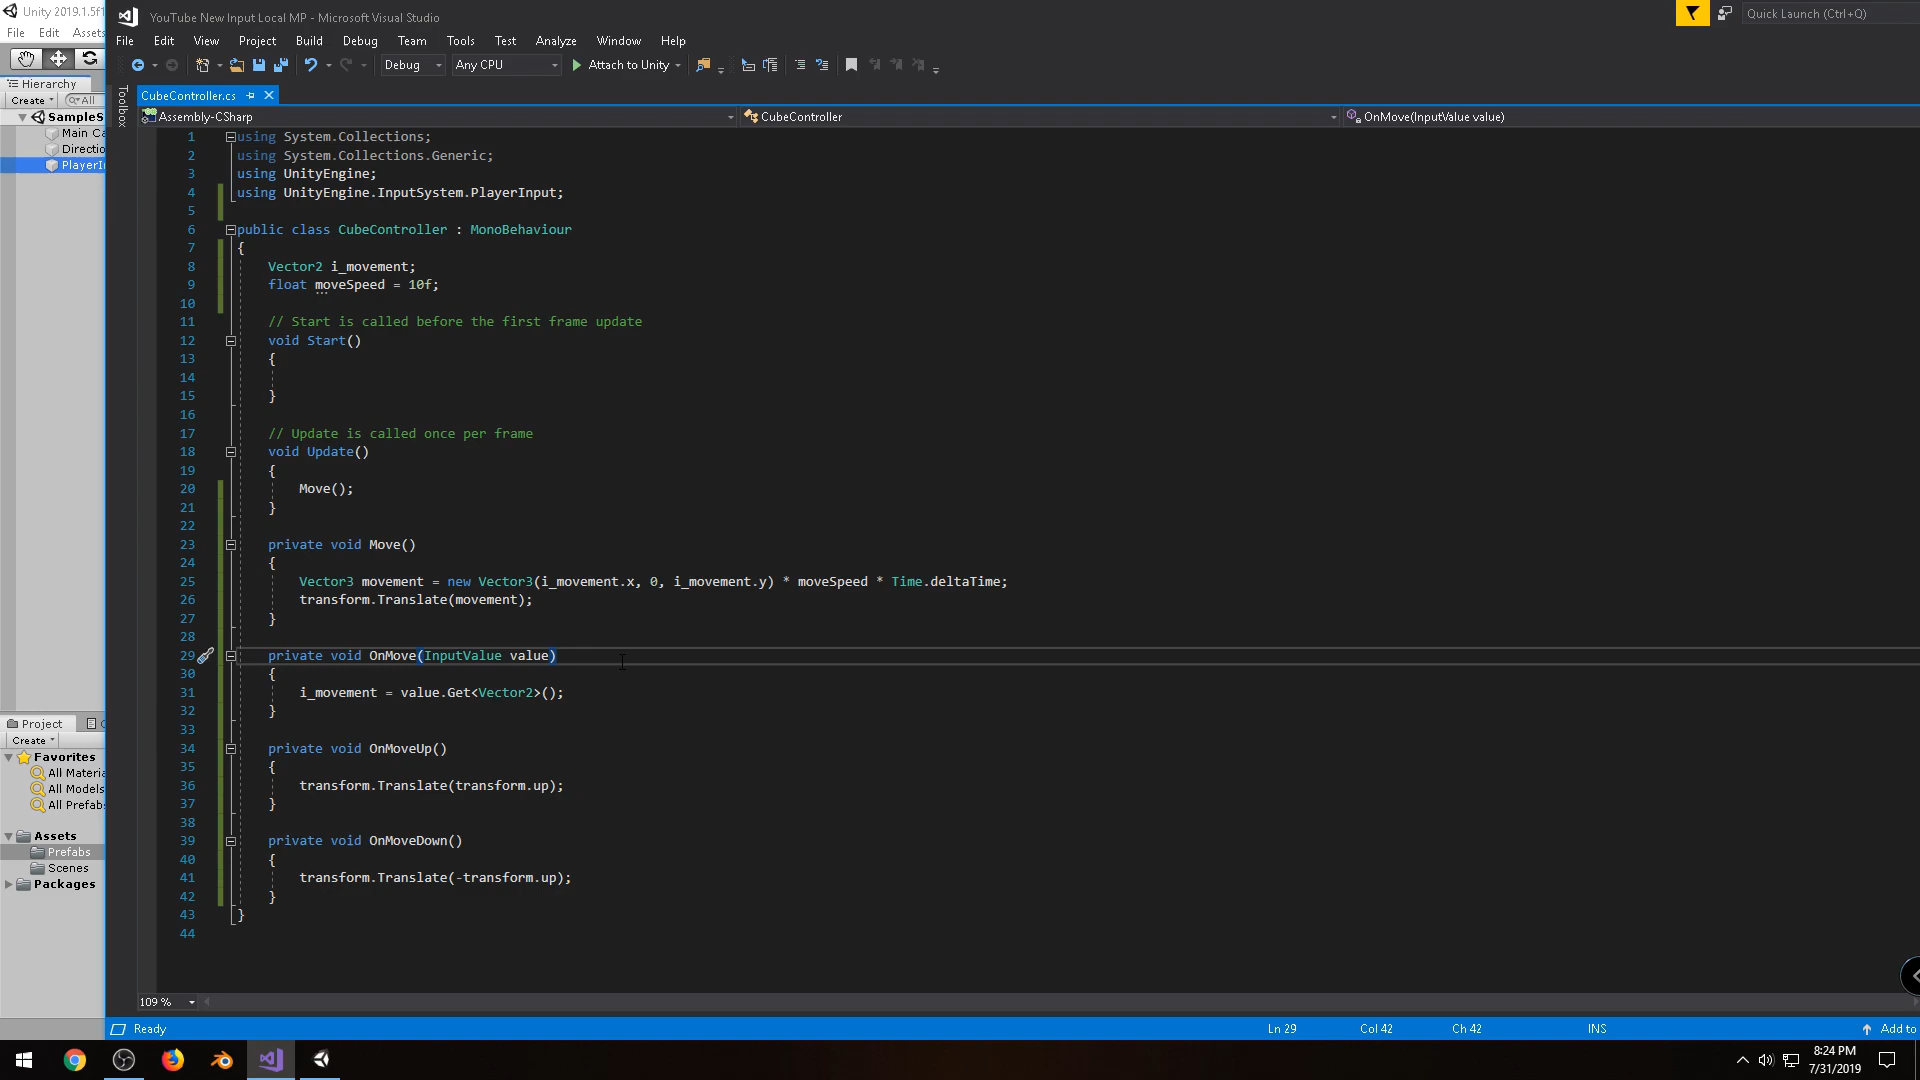 Unity 2019.1.5f1
File Edit Assets
Hierarchy
Create All
SampleS
Main Ca
Directio
PlayerIn
Project
Create
Favorites
All Materia
All Models
All Prefabs
Assets
Prefabs
Scenes
Packages
YouTube New Input Local MP - Microsoft Visual Studio
Quick Launch (Ctrl+Q)
File Edit View Project Build Debug Team Tools Test Analyze Window Help
Debug Any CPU Attach to Unity
Toolbox
CubeController.cs
Assembly-CSharp CubeController OnMove(InputValue value)
1 using System.Collections;
2 using System.Collections.Generic;
3 using UnityEngine;
4 using UnityEngine.InputSystem.PlayerInput;
5
6 public class CubeController : MonoBehaviour
7 {
8 Vector2 i_movement;
9 float moveSpeed = 10f;
10
11 // Start is called before the first frame update
12 void Start()
13 {
14
15 }
16
17 // Update is called once per frame
18 void Update()
19 {
20 Move();
21 }
22
23 private void Move()
24 {
25 Vector3 movement = new Vector3(i_movement.x, 0, i_movement.y) * moveSpeed * Time.deltaTime;
26 transform.Translate(movement);
27 }
28
29 private void OnMove(InputValue value)
30 {
31 i_movement = value.Get<Vector2>();
32 }
33
34 private void OnMoveUp()
35 {
36 transform.Translate(transform.up);
37 }
38
39 private void OnMoveDown()
40 {
41 transform.Translate(-transform.up);
42 }
43 }
44
109 %
Ready Ln 29 Col 42 Ch 42 INS Add to
8:24 PM
7/31/2019